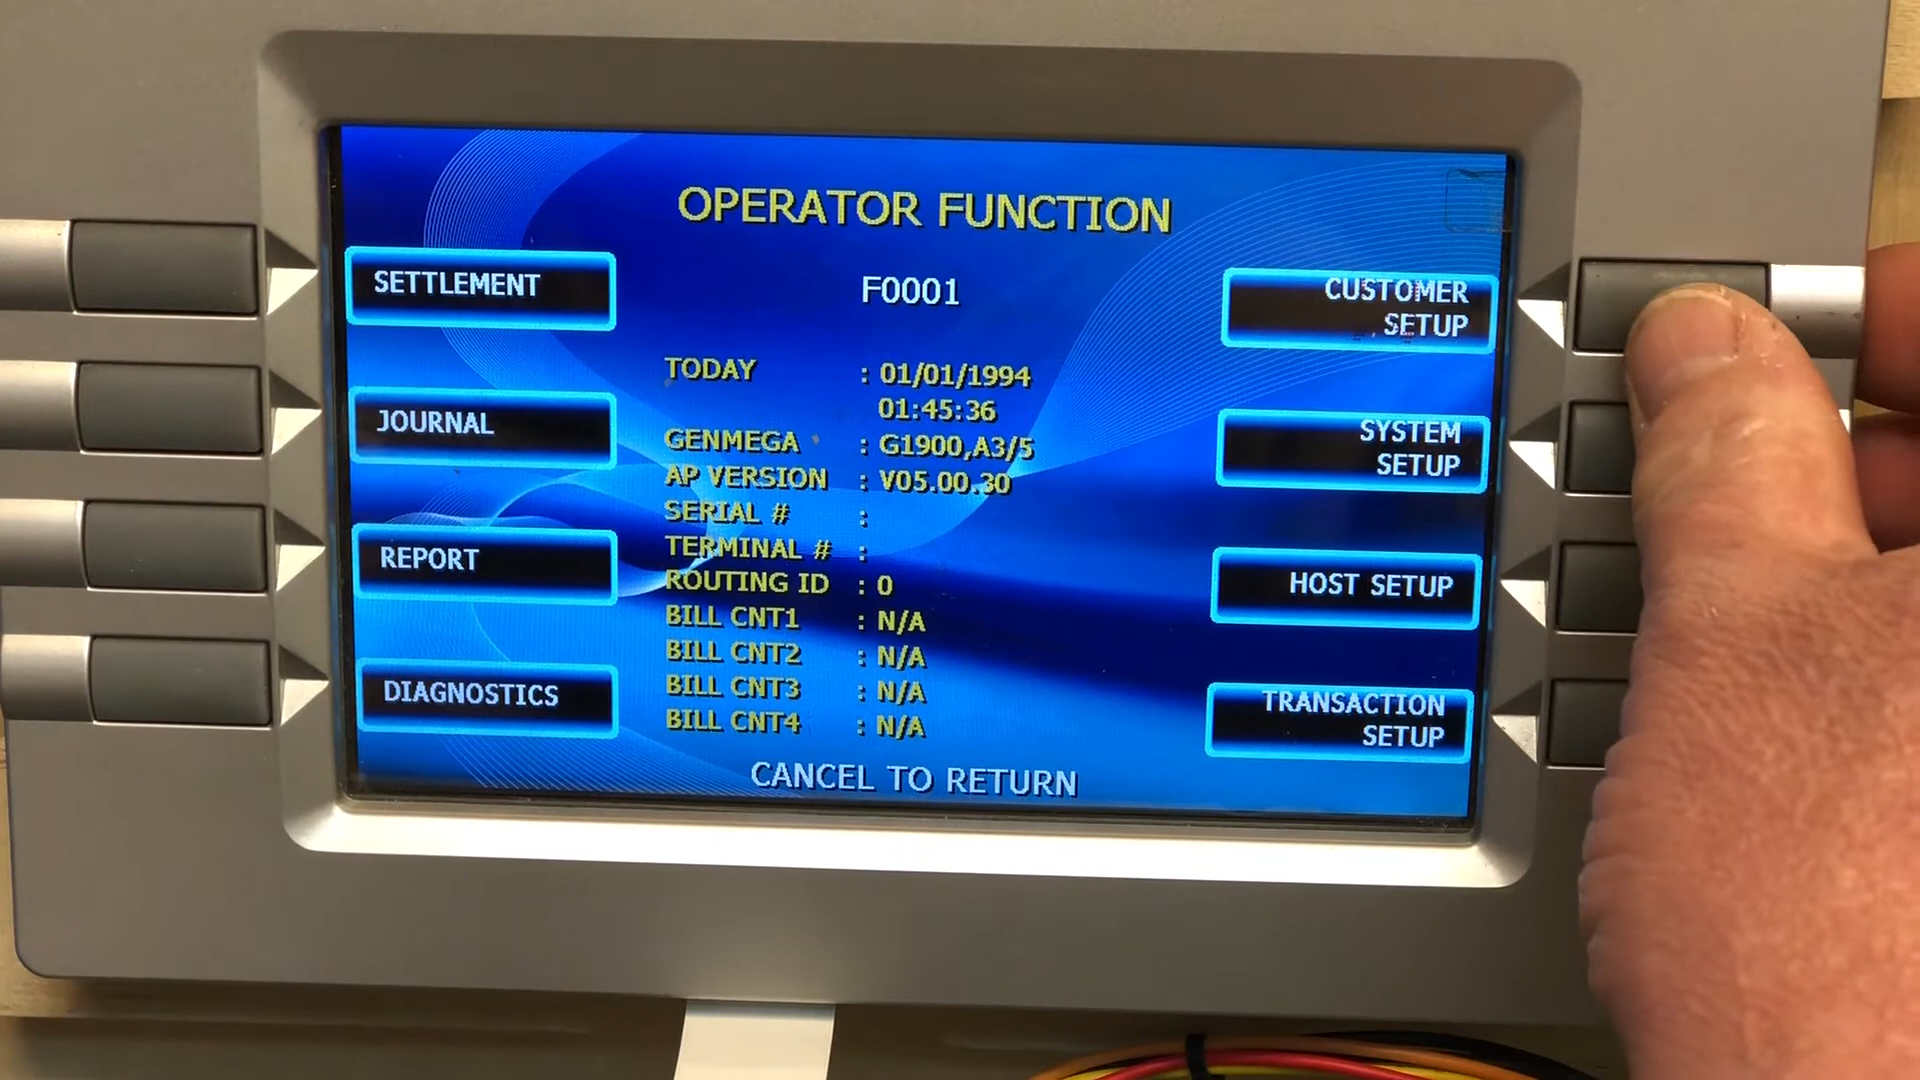 OPERATOR FUNCTION
F0001
SETTLEMENT
JOURNAL
REPORT
DIAGNOSTICS
TODAY : 01/01/1994
01:45:36
GENMEGA : G1900,A3/5
AP VERSION : V05.00.30
SERIAL # :
TERMINAL # :
ROUTING ID : 0
BILL CNT1 : N/A
BILL CNT2 : N/A
BILL CNT3 : N/A
BILL CNT4 : N/A
CUSTOMER
SETUP
SYSTEM
SETUP
HOST SETUP
TRANSACTION
SETUP
CANCEL TO RETURN